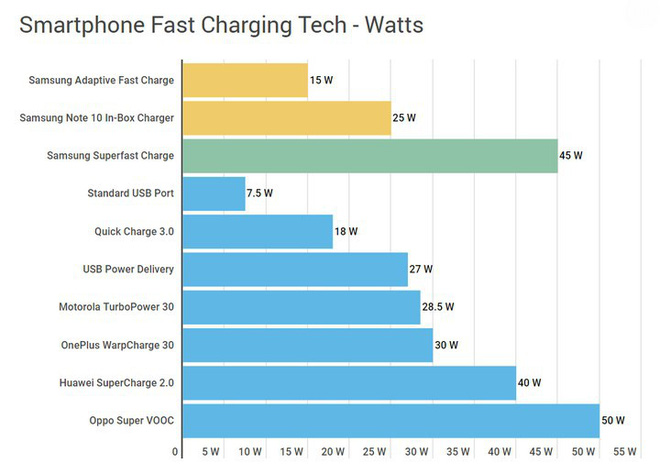 Smartphone Fast Charging Tech - Watts
Samsung Adaptive Fast Charge 15 W
Samsung Note 10 In-Box Charger 25 W
Samsung Superfast Charge 45 W
Standard USB Port 7.5 W
Quick Charge 3.0 18 W
USB Power Delivery 27 W
Motorola TurboPower 30 28.5 W
OnePlus WarpCharge 30 30 W
Huawei SuperCharge 2.0 40 W
Oppo Super VOOC 50 W
0 5 W 10 W 15 W 20 W 25 W 30 W 35 W 40 W 45 W 50 W 55 W